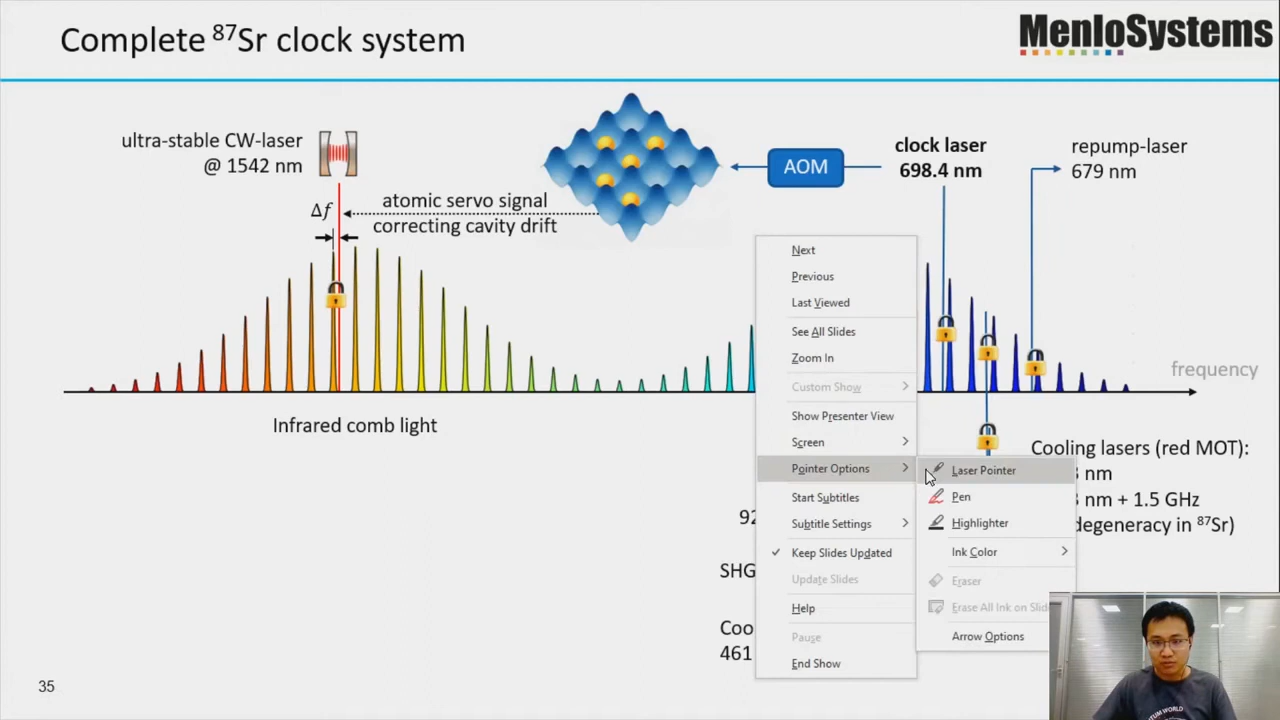 Complete ⁸⁷Sr clock system
MenloSystems
ultra-stable CW-laser
@ 1542 nm
AOM
clock laser
698.4 nm
repump-laser
679 nm
Δf
atomic servo signal
correcting cavity drift
frequency
Infrared comb light
Cooling lasers (red MOT):
nm
nm + 1.5 GHz
degeneracy in ⁸⁷Sr)
SHG
461
Next
Previous
Last Viewed
See All Slides
Zoom In
Custom Show
Show Presenter View
Screen
Pointer Options
Start Subtitles
Subtitle Settings
Keep Slides Updated
Update Slides
Help
Pause
End Show
Laser Pointer
Pen
Highlighter
Ink Color
Eraser
Erase All Ink on
Arrow Options
35